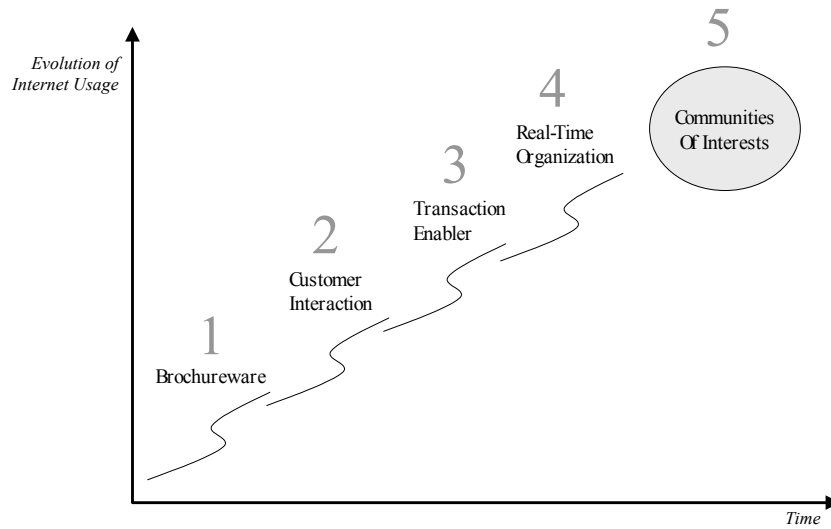 Evolution of
Internet Usage
5
Communities
Of Interests
4
Real-Time
Organization
3
Transaction
Enabler
2
Customer
Interaction
1
Brochureware
Time